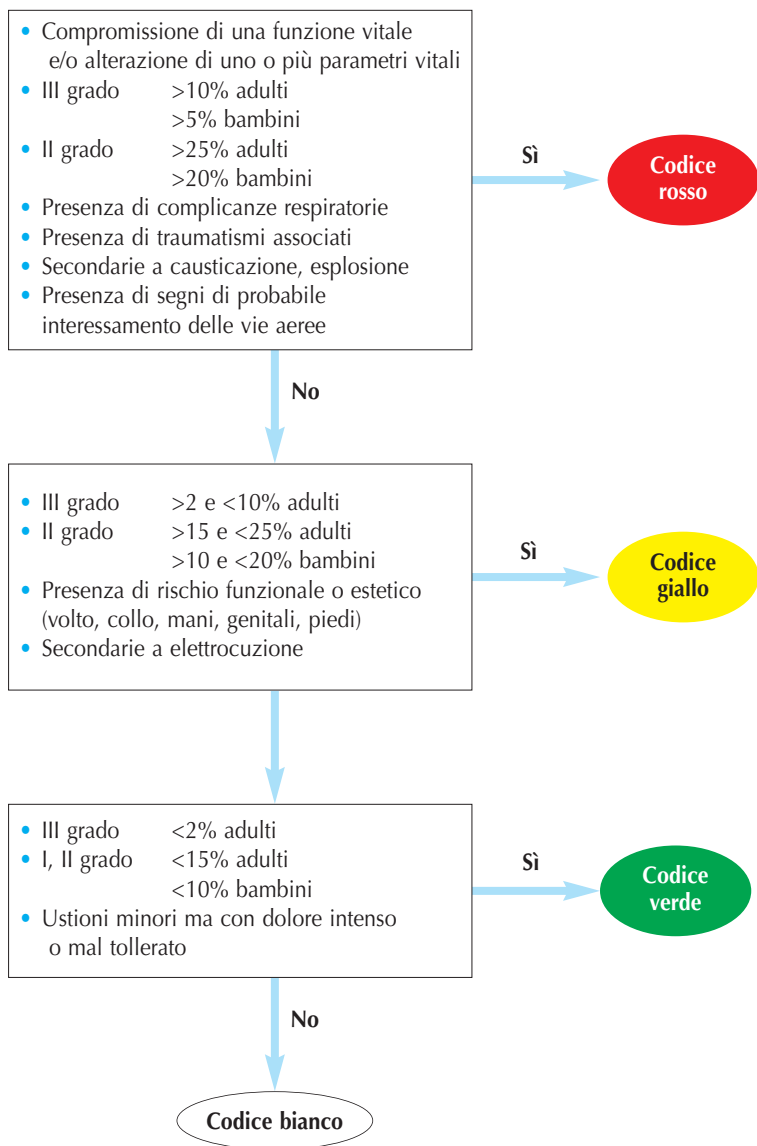 • Compromissione di una funzione vitale
e/o alterazione di uno o più parametri vitali
• III grado >10% adulti
>5% bambini
• II grado >25% adulti
>20% bambini
• Presenza di complicanze respiratorie
• Presenza di traumatismi associati
• Secondarie a causticazione, esplosione
• Presenza di segni di probabile
interessamento delle vie aeree
Sì
Codice
rosso
No
• III grado >2 e <10% adulti
• II grado >15 e <25% adulti
>10 e <20% bambini
• Presenza di rischio funzionale o estetico
(volto, collo, mani, genitali, piedi)
• Secondarie a elettrocuzione
Sì
Codice
giallo
• III grado <2% adulti
• I, II grado <15% adulti
<10% bambini
• Ustioni minori ma con dolore intenso
o mal tollerato
Sì
Codice
verde
No
Codice bianco